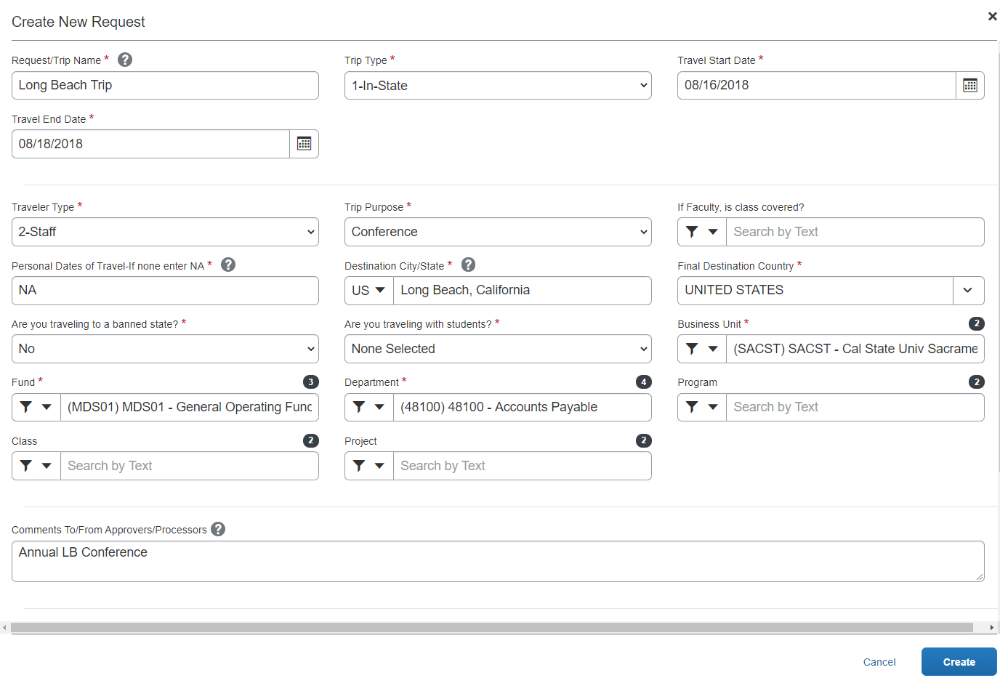 Create New Request
×
Request/Trip Name * ?
Trip Type *
Travel Start Date *
Long Beach Trip
1-In-State
08/16/2018
Travel End Date *
08/18/2018
Traveler Type *
Trip Purpose *
If Faculty, is class covered?
2-Staff
Conference
Search by Text
Personal Dates of Travel-If none enter NA * ?
Destination City/State * ?
Final Destination Country *
NA
US
Long Beach, California
UNITED STATES
Are you traveling to a banned state? *
Are you traveling with students? *
Business Unit *
2
No
None Selected
(SACST) SACST - Cal State Univ Sacrame
Fund *
3
Department *
4
Program
2
(MDS01) MDS01 - General Operating Func
(48100) 48100 - Accounts Payable
Search by Text
Class
2
Project
2
Search by Text
Search by Text
Comments To/From Approvers/Processors ?
Annual LB Conference
Cancel
Create